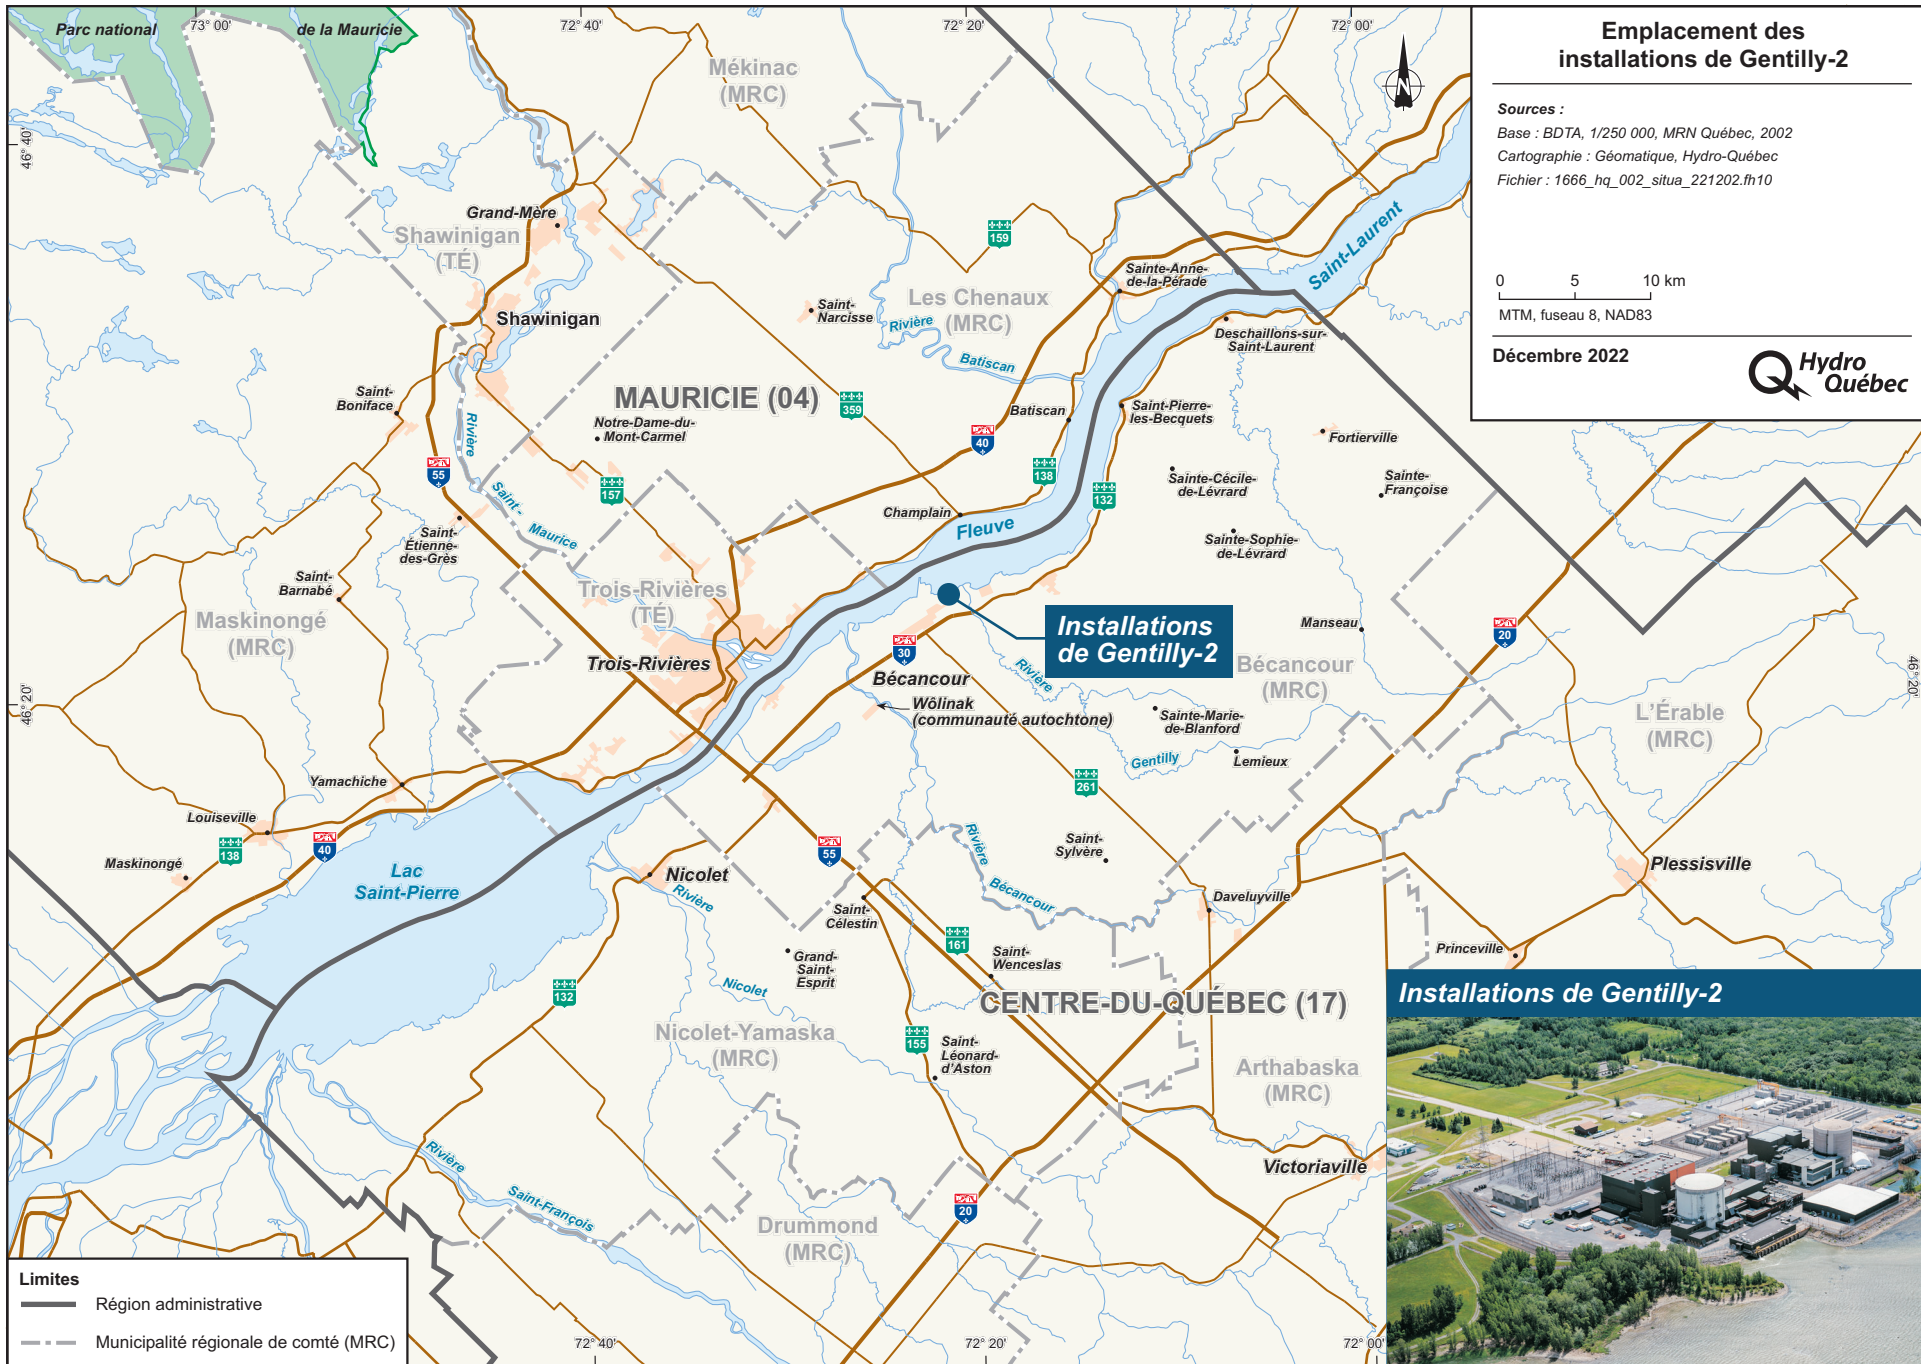 Emplacement des
installations de Gentilly-2
Sources :
Base : BDTA, 1/250 000, MRN Québec, 2002
Cartographie : Géomatique, Hydro-Québec
Fichier : 1666_hq_002_situa_221202.fh10
0 5 10 km
MTM, fuseau 8, NAD83
Décembre 2022
Hydro
Québec
73° 00'
72° 40'
72° 20'
72° 00'
Parc national
de la Mauricie
N
46° 40'
Mékinac
(MRC)
Grand-Mère
Shawinigan
(TÉ)
159
Saint-Laurent
Sainte-Anne-
de-la-Pérade
Saint-
Narcisse
Les Chenaux
(MRC)
Shawinigan
Rivière
Batiscan
Deschaillons-sur-
Saint-Laurent
Saint-
Boniface
MAURICIE (04)
359
Notre-Dame-du-
Mont-Carmel
Rivière
Saint-
Maurice
Batiscan
Saint-Pierre-
les-Becquets
40
Fortierville
55
157
138
132
Sainte-Cécile-
de-Lévrard
Sainte-
Françoise
Champlain
Fleuve
Saint-
Étienne-
des-Grès
Sainte-Sophie-
de-Lévrard
Saint-
Barnabé
Trois-Rivières
(TÉ)
Maskinongé
(MRC)
Installations
de Gentilly-2
Manseau
20
30
Trois-Rivières
Bécancour
Bécancour
(MRC)
Rivière
Gentilly
46° 20'
46° 20'
Wôlinak
(communauté autochtone)
Sainte-Marie-
de-Blanford
L'Érable
(MRC)
Lemieux
Yamachiche
261
Louiseville
138
40
55
Maskinongé
Lac
Saint-Pierre
Nicolet
Rivière
Nicolet
Rivière
Bécancour
Saint-
Sylvère
Plessisville
Daveluyville
Saint-
Célestin
161
Princeville
Grand-
Saint-
Esprit
Saint-
Wenceslas
132
CENTRE-DU-QUÉBEC (17)
Nicolet-Yamaska
(MRC)
155
Saint-
Léonard-
d'Aston
Arthabaska
(MRC)
Rivière
Saint-François
Victoriaville
20
Drummond
(MRC)
Installations de Gentilly-2
Limites
Région administrative
Municipalité régionale de comté (MRC)
72° 40'
72° 20'
72° 00'